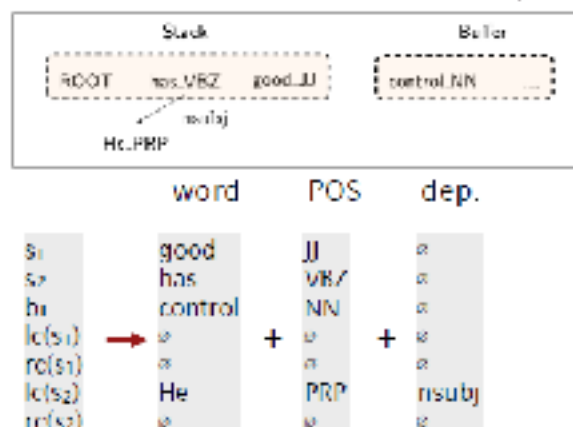 Stack Buffer
ROOT has_VBZ good_JJ control_NN ...
nsubj
He_PRP
word POS dep.
s₁ good JJ ∅
s₂ has VBZ ∅
b₁ control NN ∅
lc(s₁) → ∅ + ∅ + ∅
rc(s₁) ∅ ∅ ∅
lc(s₂) He PRP nsubj
rc(s₂) ∅ ∅ ∅